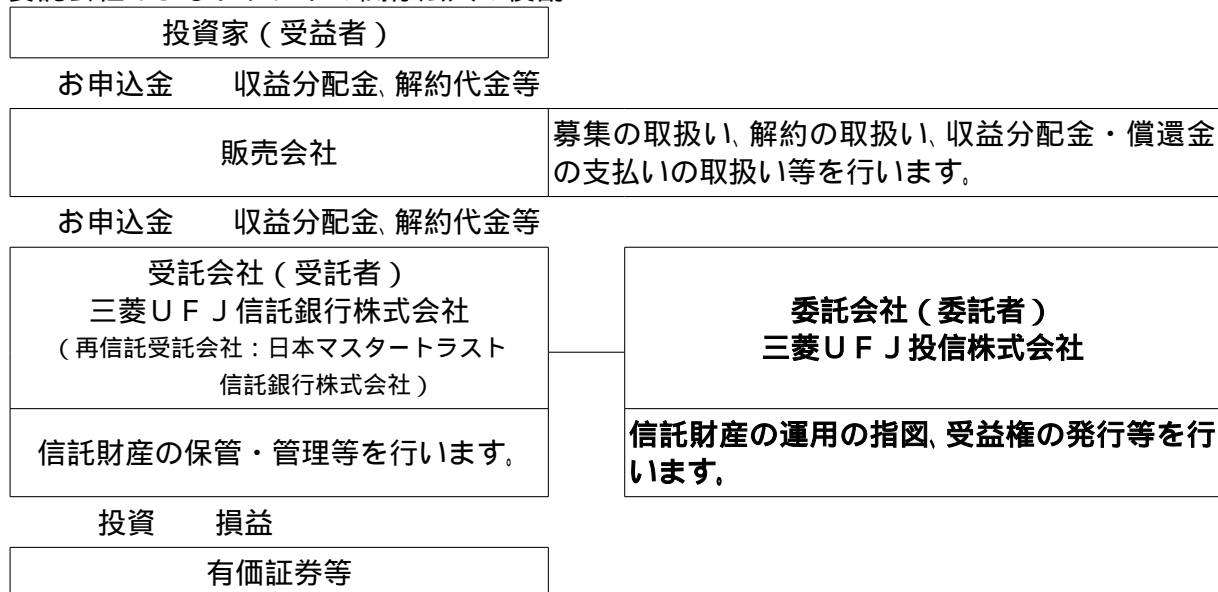 投資家(受益者)
お申込金 収益分配金、解約代金等
販売会社
募集の取扱い、解約の取扱い、収益分配金・償還金
の支払いの取扱い等を行います。
お申込金 収益分配金、解約代金等
受託会社(受託者)
三菱UFJ信託銀行株式会社
(再信託受託会社:日本マスタートラスト
信託銀行株式会社)
委託会社(委託者)
三菱UFJ投信株式会社
信託財産の保管・管理等を行います。
信託財産の運用の指図、受益権の発行等を行
います。
投資 損益
有価証券等